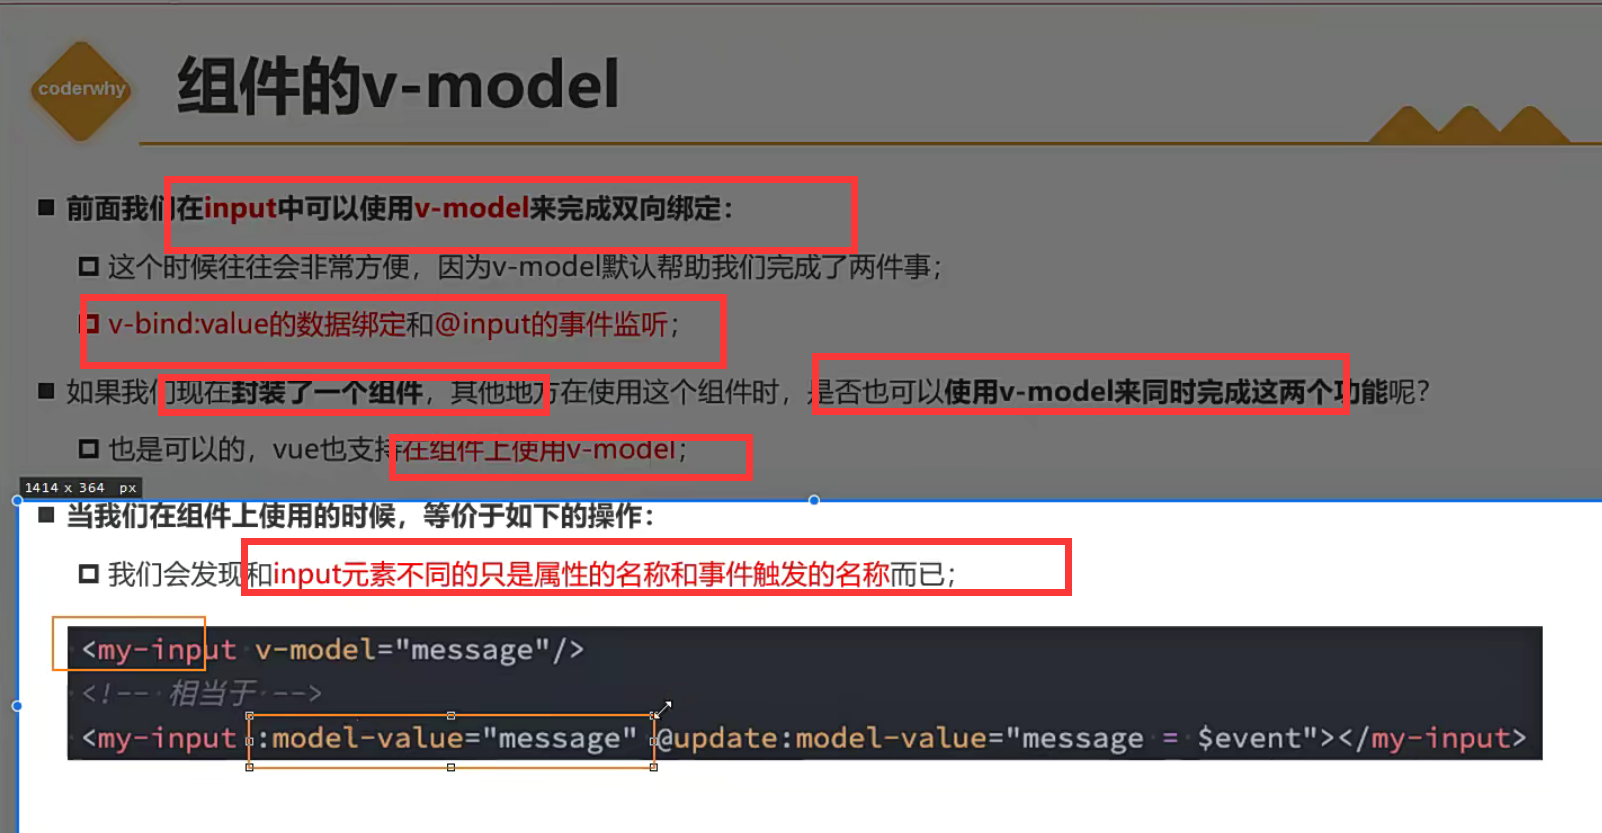 coderwhy
组件的v-model
前面我们在input中可以使用v-model来完成双向绑定：
这个时候往往会非常方便，因为v-model默认帮助我们完成了两件事；
v-bind:value的数据绑定和@input的事件监听；
如果我们现在封装了一个组件，其他地方在使用这个组件时，是否也可以使用v-model来同时完成这两个功能呢？
也是可以的，vue也支持在组件上使用v-model；
1414 x 364 px
当我们在组件上使用的时候，等价于如下的操作：
我们会发现和input元素不同的只是属性的名称和事件触发的名称而已；
<my-input v-model="message"/>
<!-- 相当于 -->
<my-input :model-value="message" @update:model-value="message = $event"></my-input>